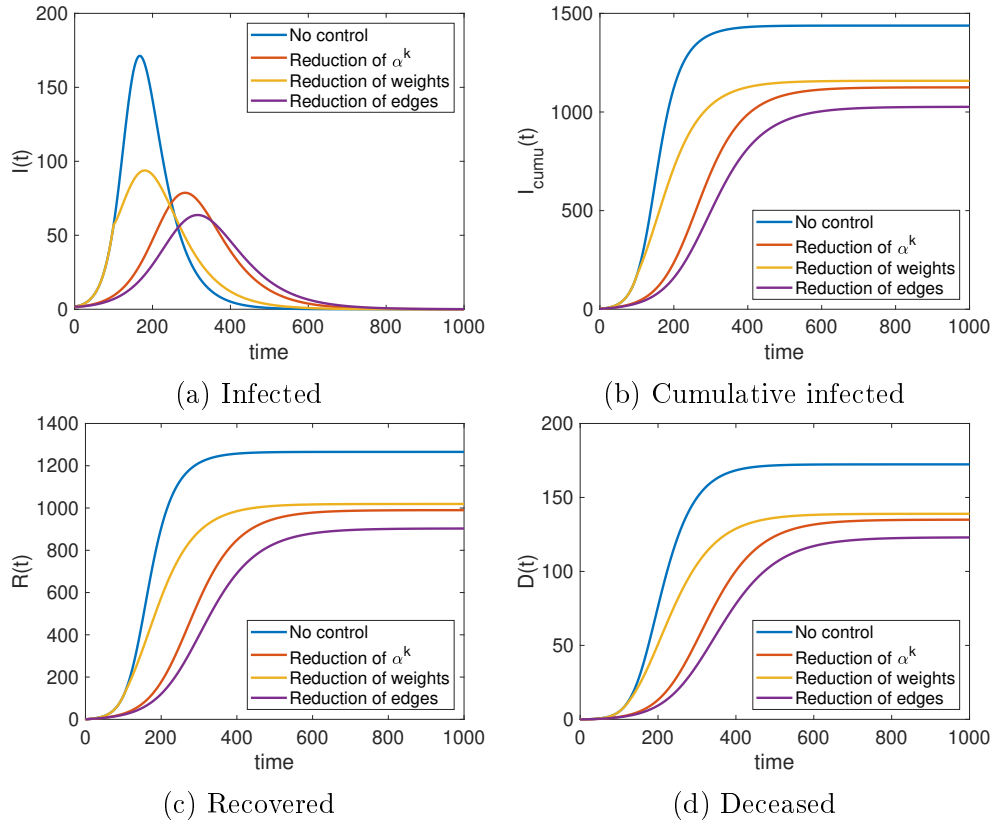 200
150
100
50
0
I(t)
No control
Reduction of α^k
Reduction of weights
Reduction of edges
0 200 400 600 800 1000
time
(a) Infected
1500
1000
500
0
I_cumu(t)
No control
Reduction of α^k
Reduction of weights
Reduction of edges
0 200 400 600 800 1000
time
(b) Cumulative infected
1400
1200
1000
800
600
400
200
0
R(t)
No control
Reduction of α^k
Reduction of weights
Reduction of edges
0 200 400 600 800 1000
time
(c) Recovered
200
150
100
50
0
D(t)
No control
Reduction of α^k
Reduction of weights
Reduction of edges
0 200 400 600 800 1000
time
(d) Deceased